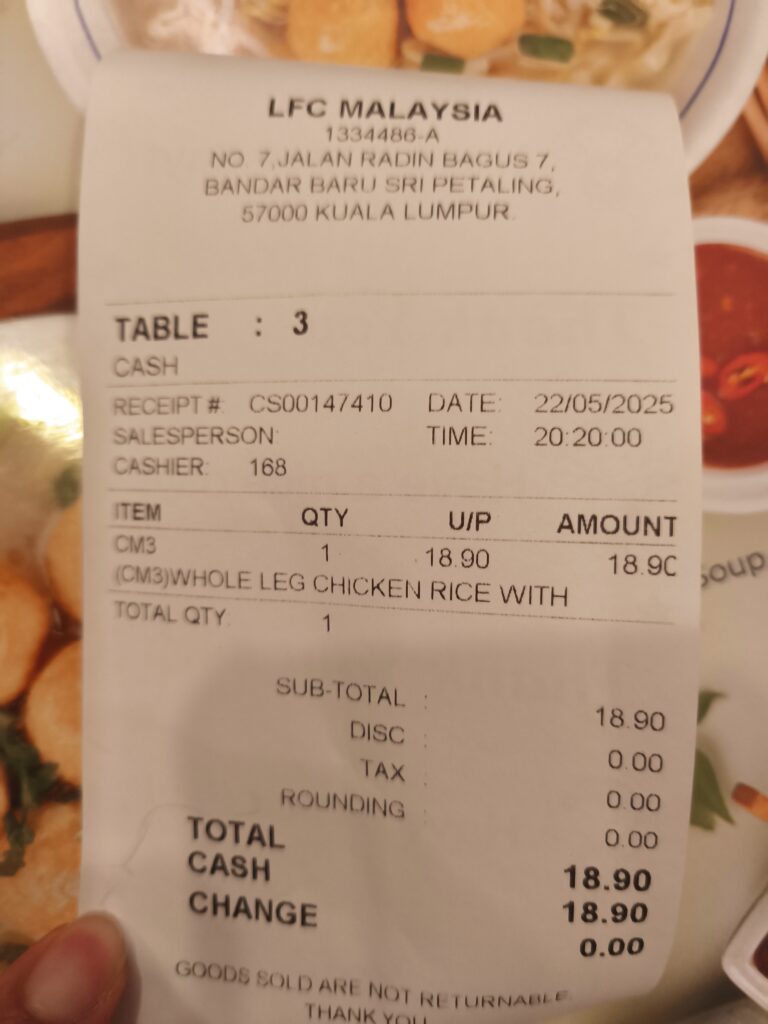 LFC MALAYSIA
1334486-A
NO. 7,JALAN RADIN BAGUS 7,
BANDAR BARU SRI PETALING,
57000 KUALA LUMPUR.
TABLE : 3
CASH
RECEIPT #: CS00147410 DATE: 22/05/2025
SALESPERSON: TIME: 20:20:00
CASHIER: 168
ITEM QTY U/P AMOUNT
CM3 1 18.90 18.90
(CM3)WHOLE LEG CHICKEN RICE WITH
TOTAL QTY. 1
SUB-TOTAL : 18.90
DISC : 0.00
TAX : 0.00
ROUNDING : 0.00
TOTAL 18.90
CASH 18.90
CHANGE 0.00
GOODS SOLD ARE NOT RETURNABLE.
THANK YOU
Soup